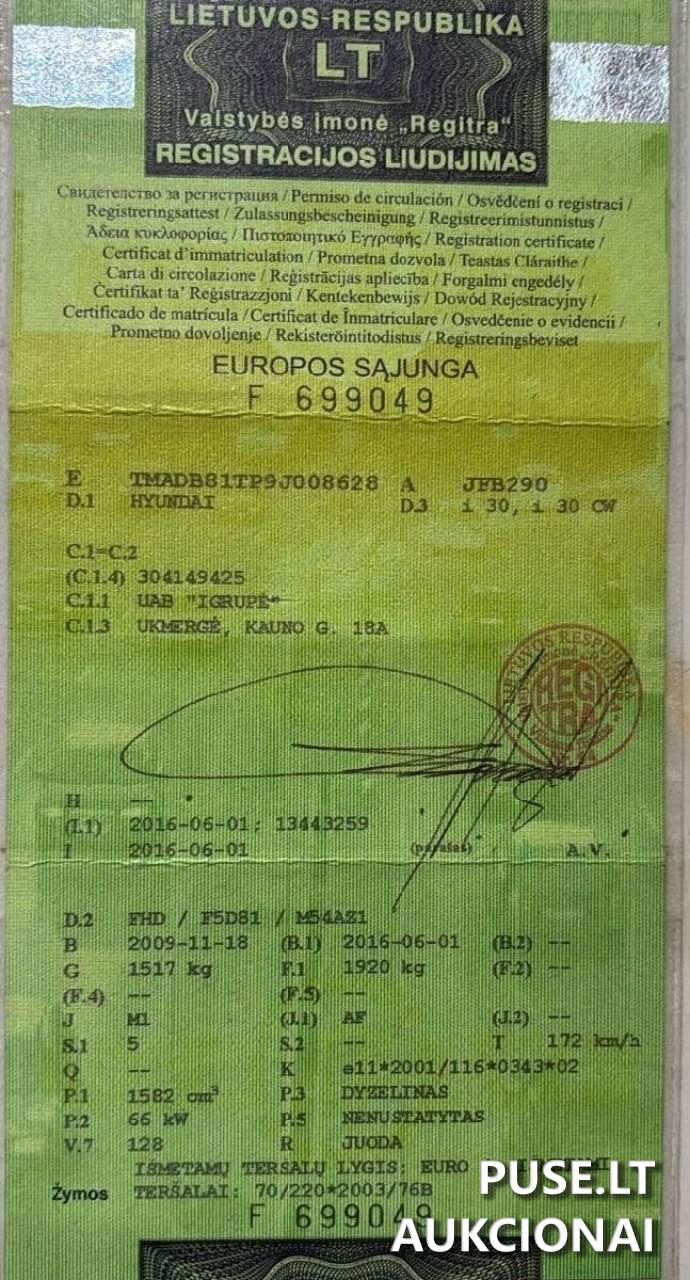 LIETUVOS RESPUBLIKA
LT
Valstybės įmonė „Regitra“
REGISTRACIJOS LIUDIJIMAS
Свидетелство за регистрация / Permiso de circulación / Osvědčení o registraci /
Registreringsattest / Zulassungsbescheinigung / Registreerimistunnistus /
Άδεια κυκλοφορίας / Πιστοποιητικό Εγγραφής / Registration certificate /
Certificat d'immatriculation / Prometna dozvola / Teastas Cláraithe /
Carta di circolazione / Reģistrācijas apliecība / Forgalmi engedély /
Ċertifikat ta' Reġistrazzjoni / Kentekenbewijs / Dowód Rejestracyjny /
Certificado de matrícula / Certificat de Înmatriculare / Osvedčenie o evidencii /
Prometno dovoljenje / Rekisteröintitodistus / Registreringsbeviset
EUROPOS SĄJUNGA
F 699049
E TMADB81TP9J008628 A JFB290
D.1 HYUNDAI D.3 i 30, i 30 CW
C.1=C.2
(C.1.4) 304149425
C.1.1 UAB "IGRUPĖ"
C.1.3 UKMERGĖ, KAUNO G. 18A
LIETUVOS RESPUBLIKA
REGI
TRA
H --
(I.1) 2016-06-01; 13443259
I 2016-06-01 (parašas) A.V.
D.2 FHD / F5D81 / M54AZ1
B 2009-11-18 (B.1) 2016-06-01 (B.2) --
G 1517 kg F.1 1920 kg (F.2) --
(F.4) -- (F.5) --
J M1 (J.1) AF (J.2) --
S.1 5 S.2 -- T 172 km/h
Q -- K e11*2001/116*0343*02
P.1 1582 cm³ P.3 DYZELINAS
P.2 66 kW P.5 NENUSTATYTAS
V.7 128 R JUODA
IŠMETAMŲ TERŠALŲ LYGIS: EURO
Žymos TERŠALAI: 70/220*2003/76B
F 699049
PUSE.LT
AUKCIONAI